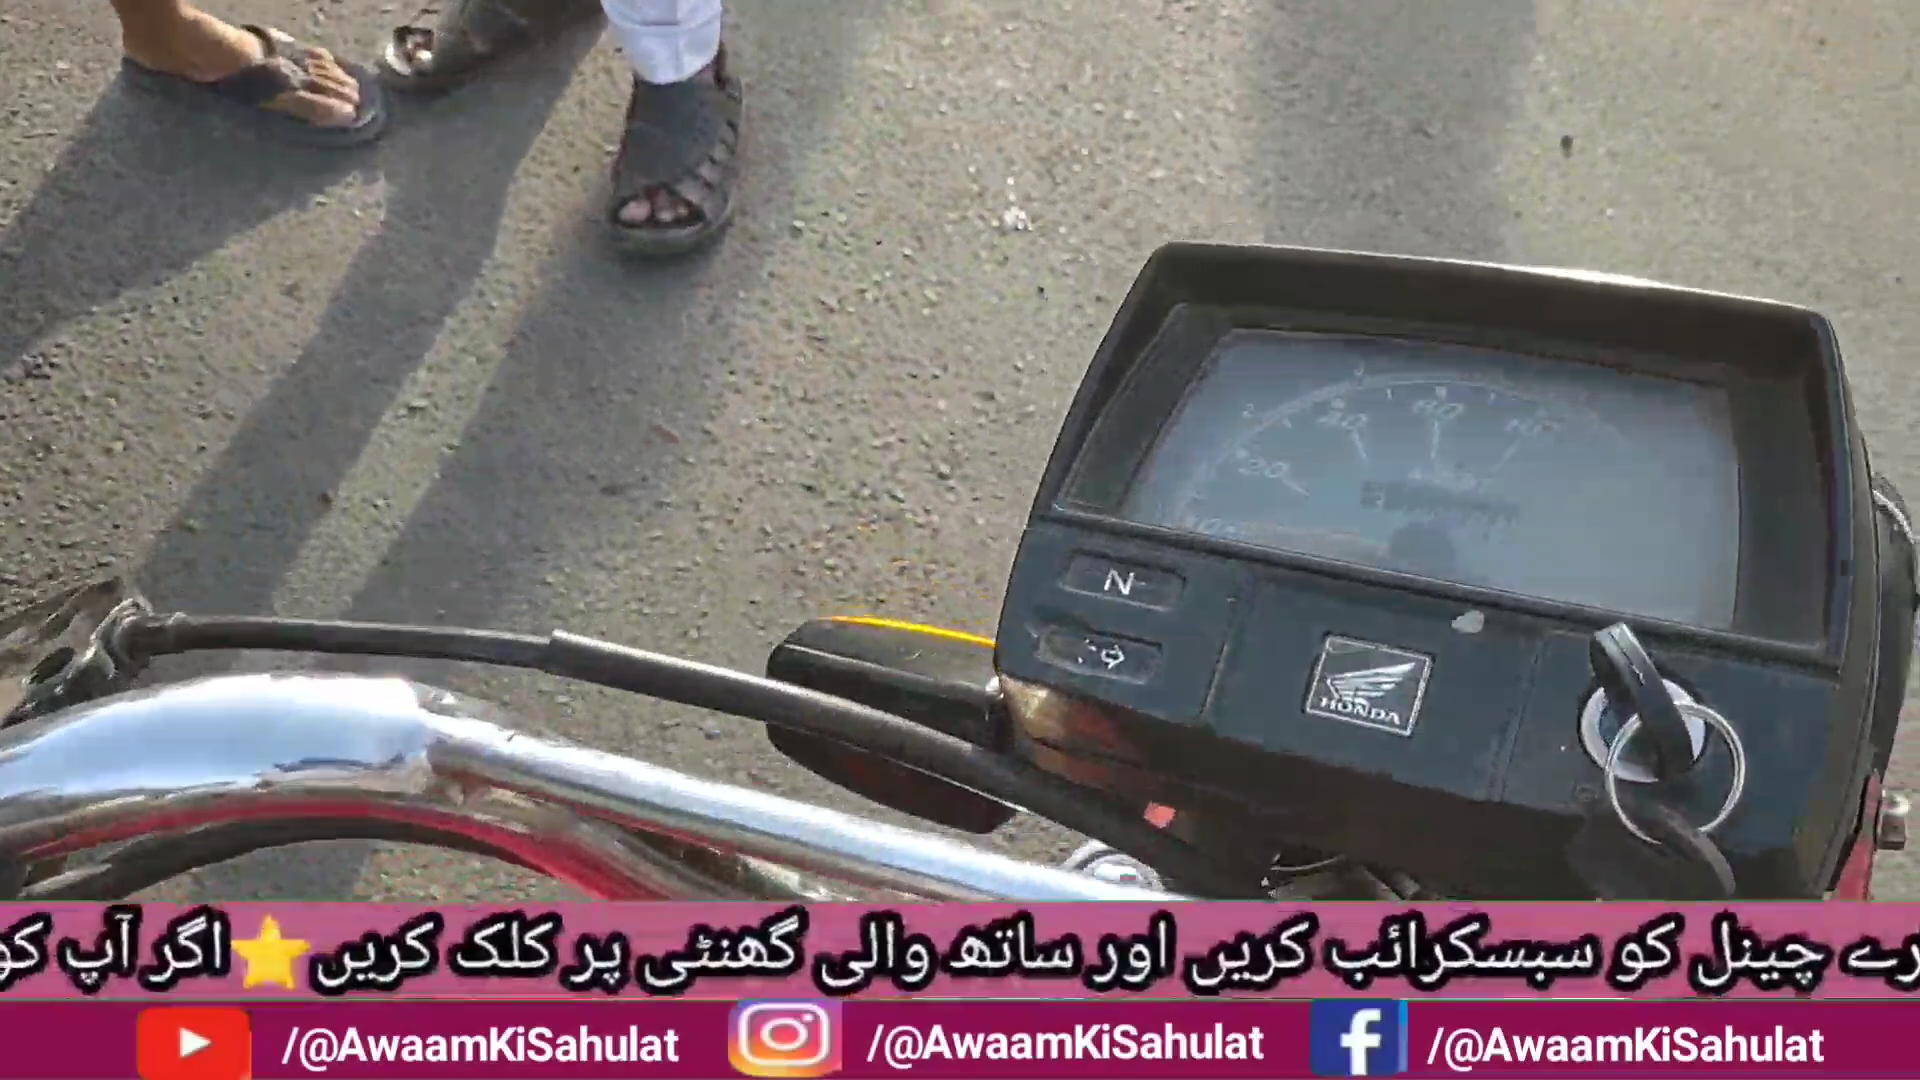 20
40
60
N
HONDA
رے چینل کو سبسکرائب کریں اور ساتھ والی گھنٹی پر کلک کریں⭐اگر آپ کو
/@AwaamKiSahulat /@AwaamKiSahulat /@AwaamKiSahulat